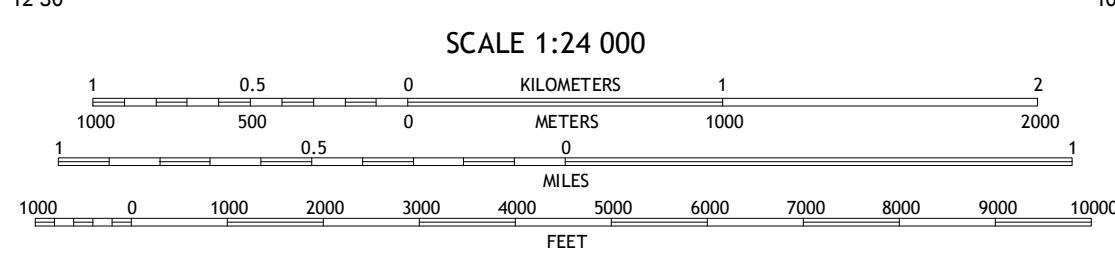 SCALE 1:24 000
1 0.5 0 KILOMETERS 1 2
1000 500 0 METERS 1000 2000
1 0.5 0 1
MILES
1000 0 1000 2000 3000 4000 5000 6000 7000 8000 9000 10000
FEET